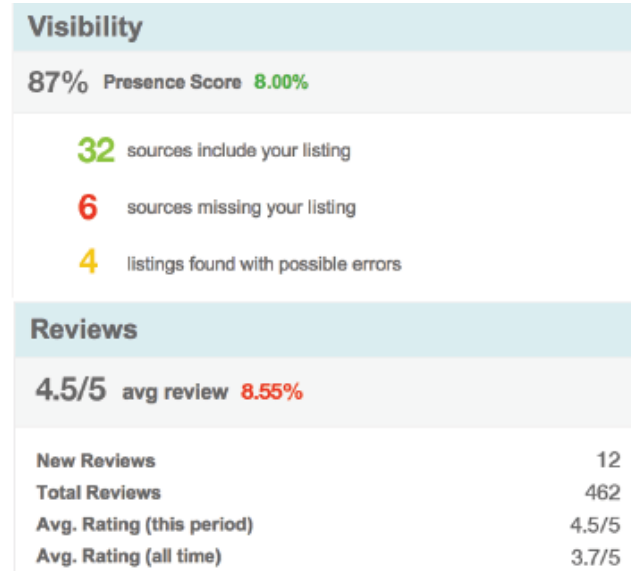 Visibility
87% Presence Score 8.00%
32 sources include your listing
6 sources missing your listing
4 listings found with possible errors
Reviews
4.5/5 avg review 8.55%
New Reviews 12
Total Reviews 462
Avg. Rating (this period) 4.5/5
Avg. Rating (all time) 3.7/5